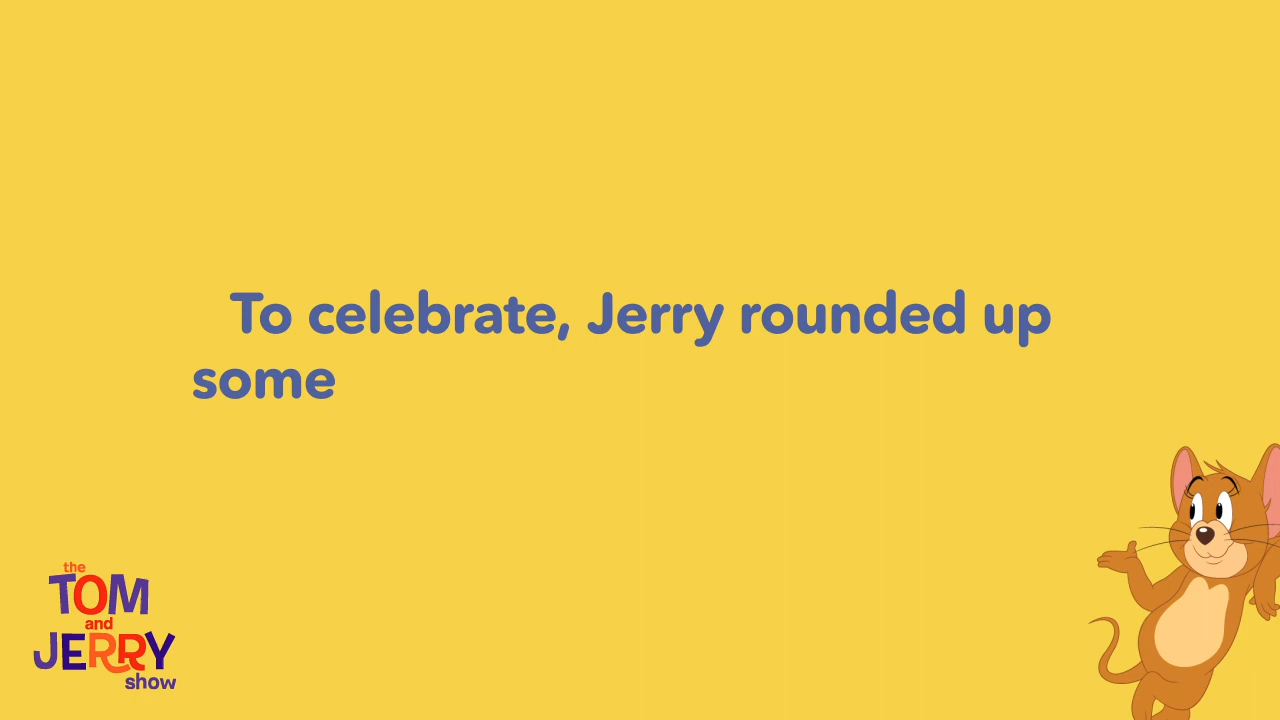 To celebrate, Jerry rounded up
some
the
TOM
and
JERRY
show